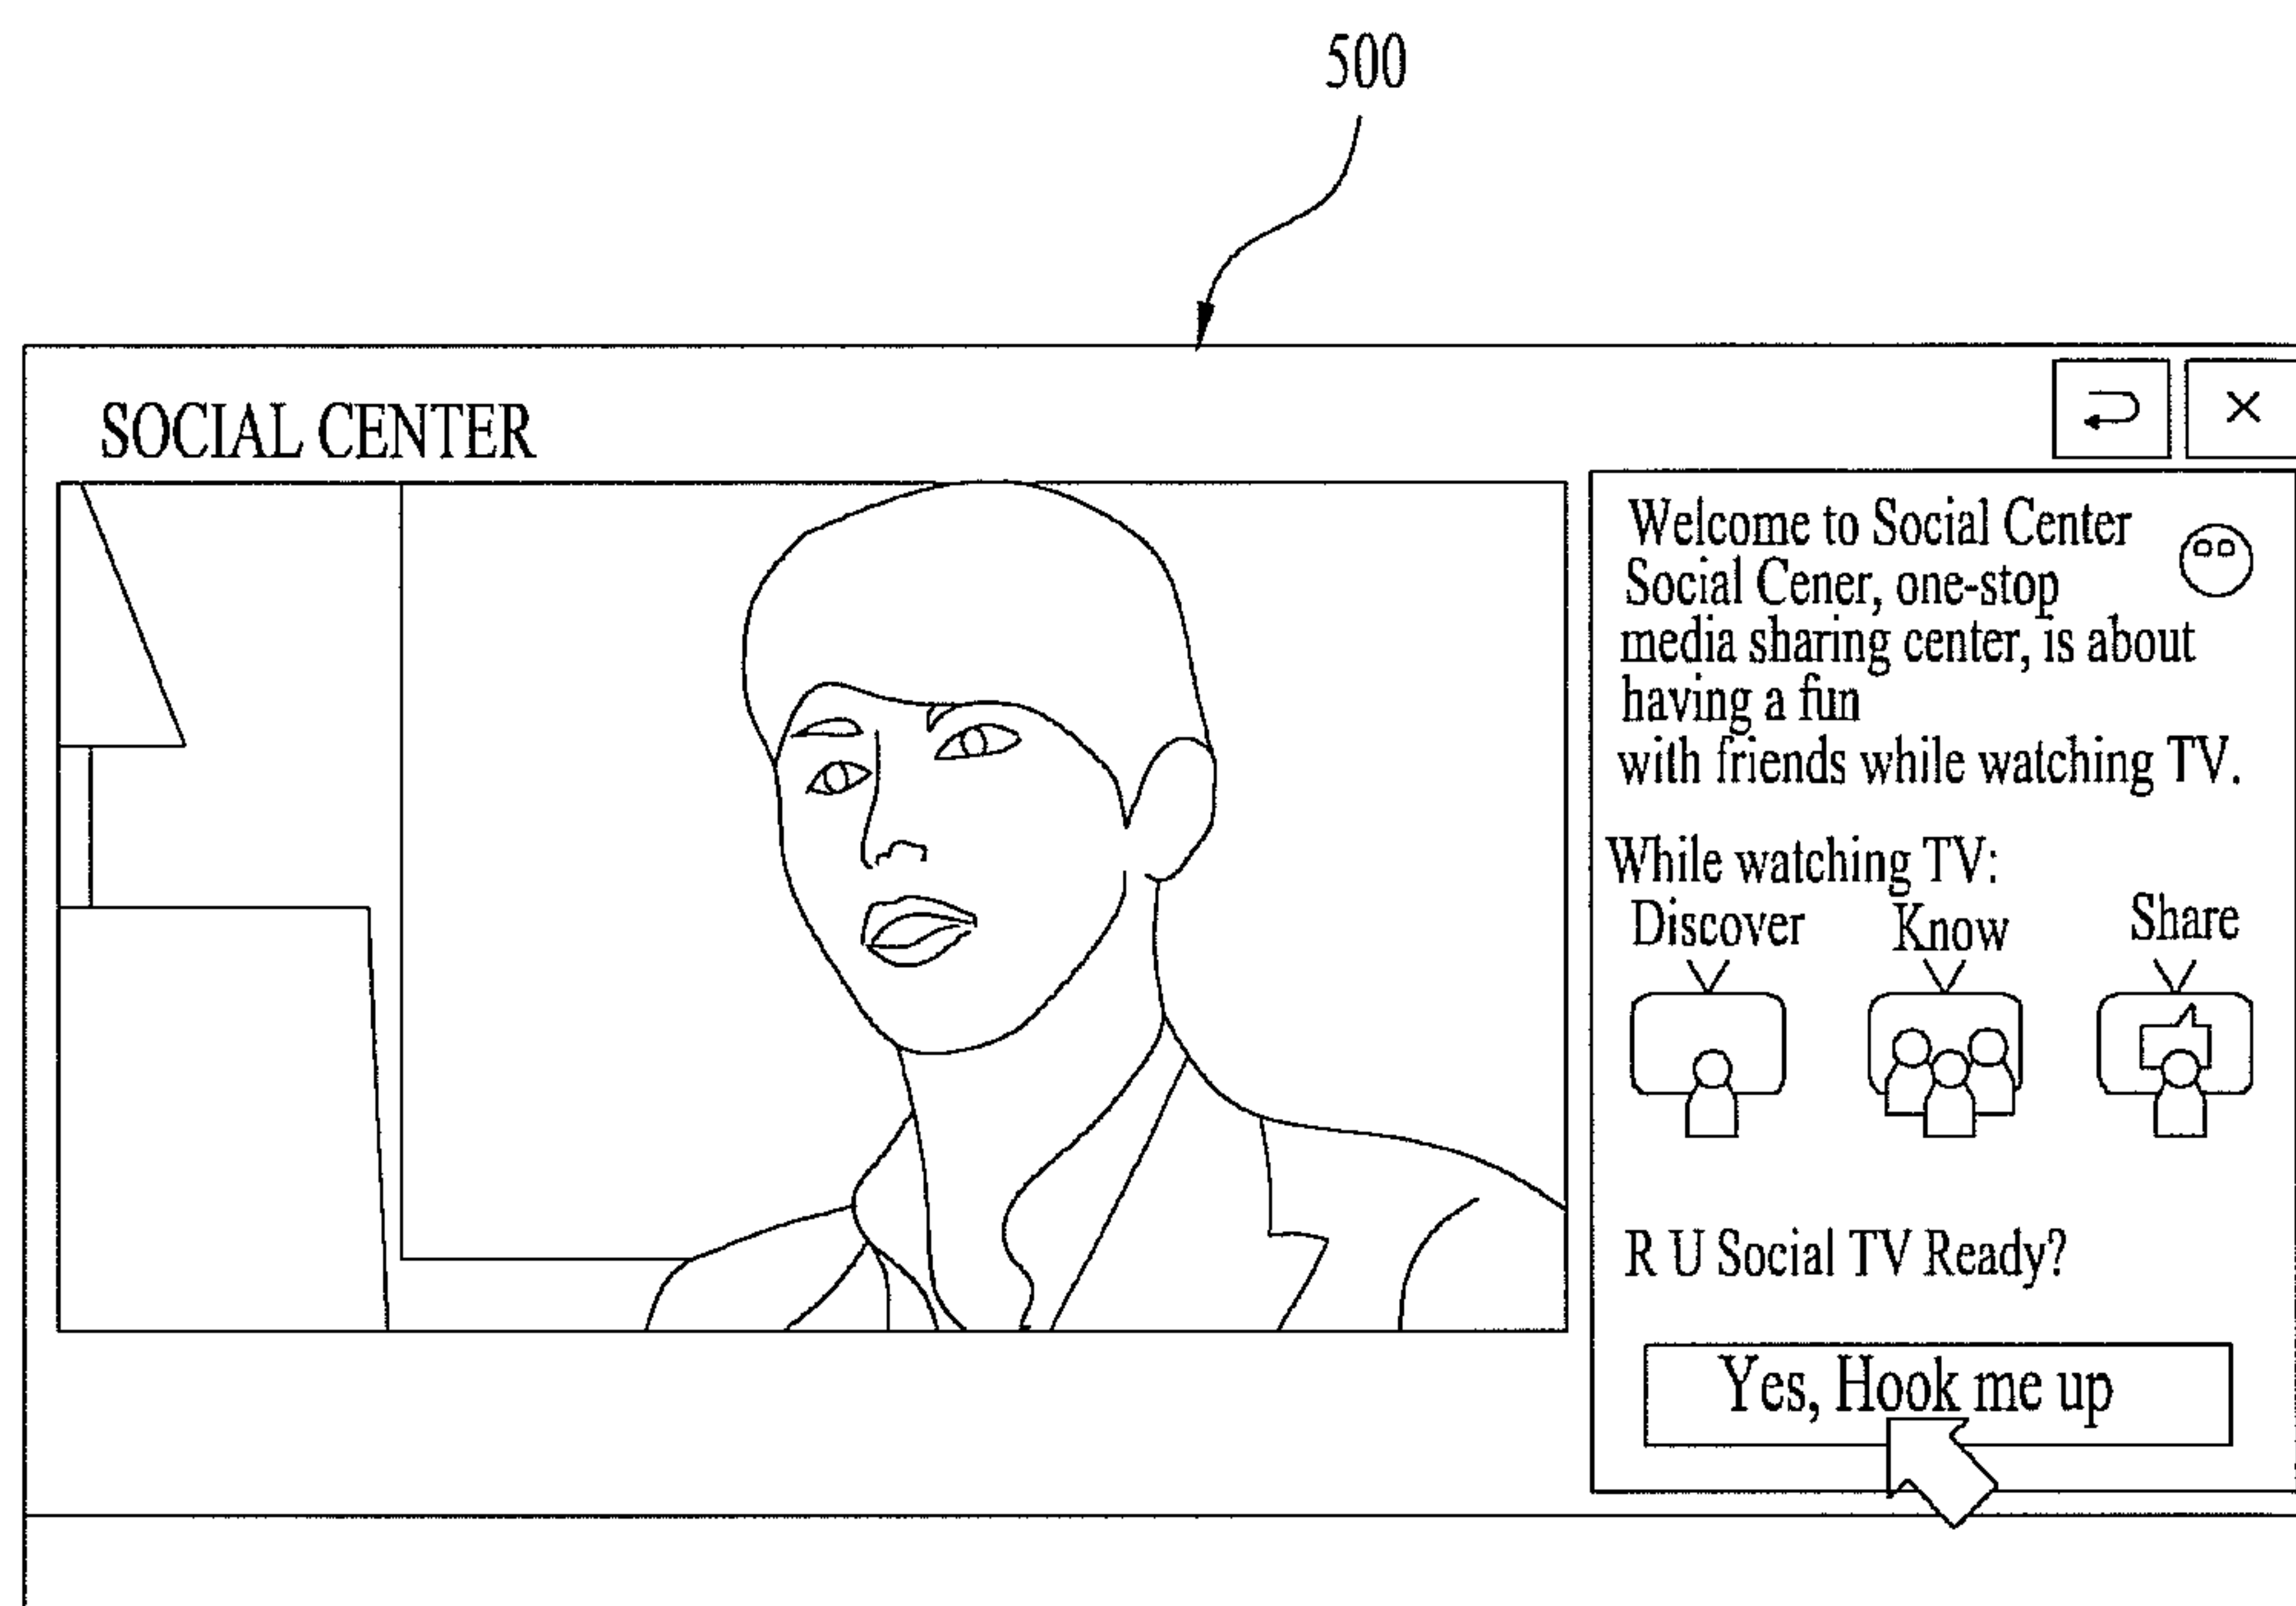 500
SOCIAL CENTER
Welcome to Social Center
Social Cener, one-stop
media sharing center, is about
having a fun
with friends while watching TV.
While watching TV:
Discover Know Share
R U Social TV Ready?
Yes, Hook me up